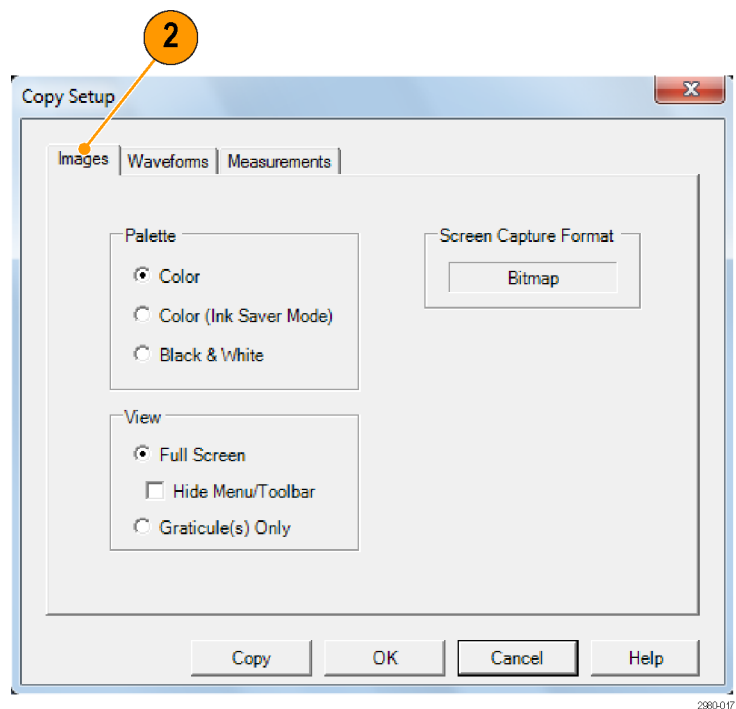 2
Copy Setup
X
Images Waveforms Measurements
Palette
Color
Color (Ink Saver Mode)
Black & White
Screen Capture Format
Bitmap
View
Full Screen
Hide Menu/Toolbar
Graticule(s) Only
Copy OK Cancel Help
2980-017